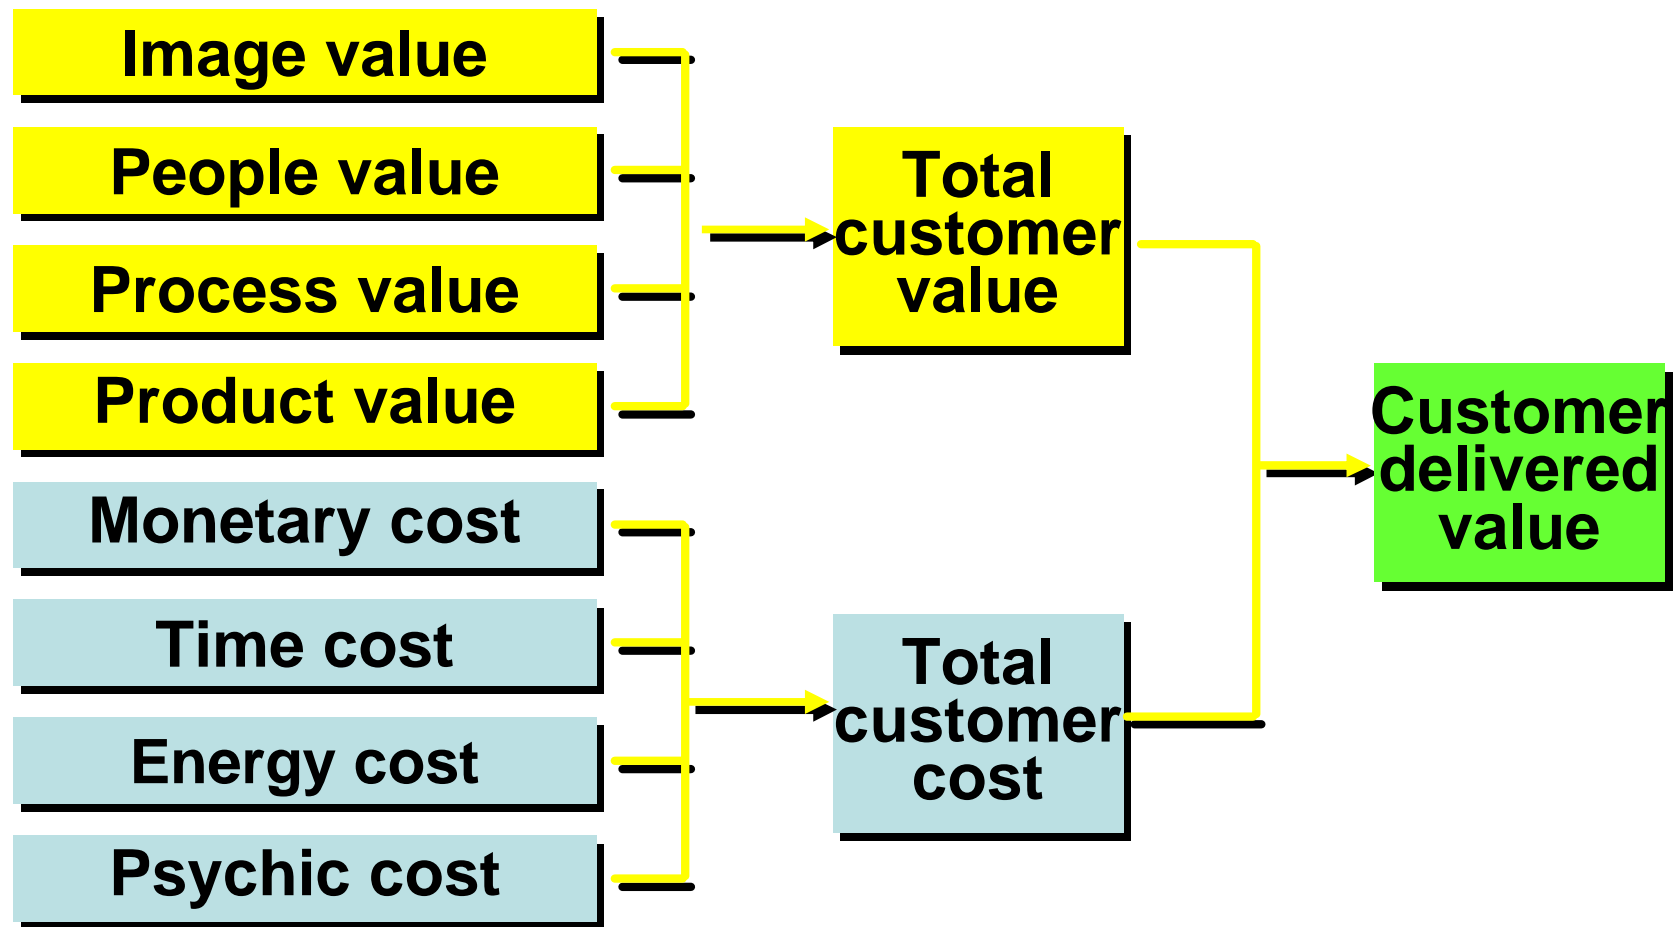 Image value
People value
Process value
Product value
Monetary cost
Time cost
Energy cost
Psychic cost
Total
customer
value
Total
customer
cost
Customer
delivered
value